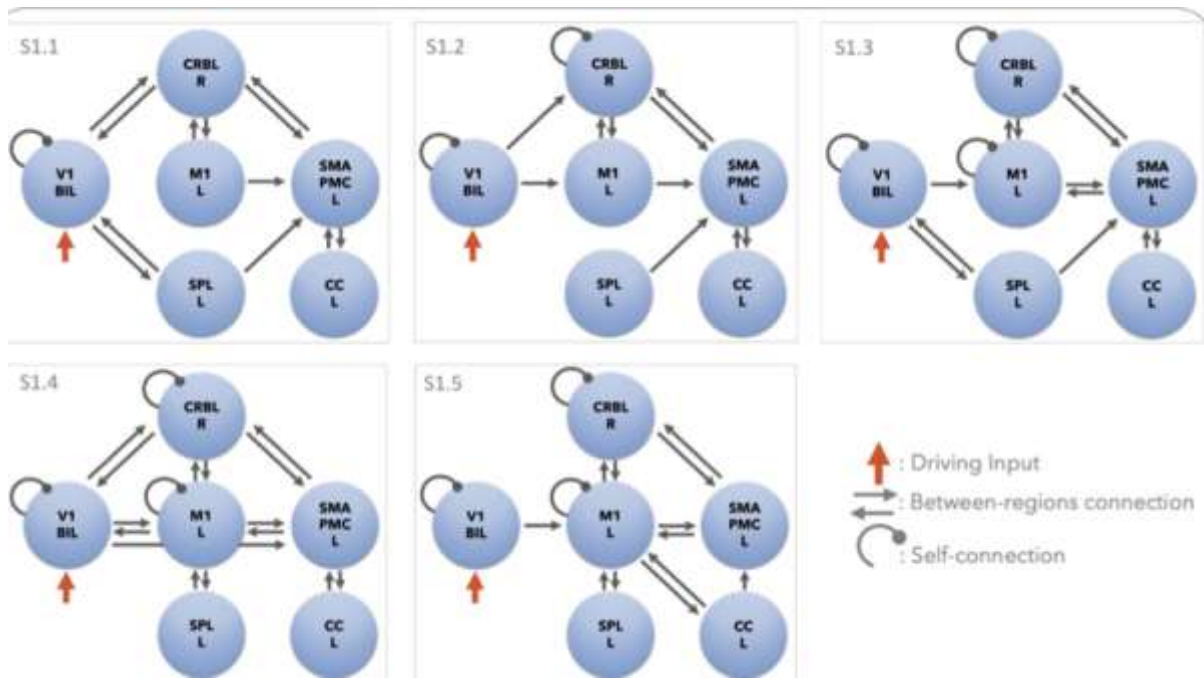 S1.1
CRBL
R
V1
BIL
M1
L
SMA
PMC
L
SPL
L
CC
L
S1.2
CRBL
R
V1
BIL
M1
L
SMA
PMC
L
SPL
L
CC
L
S1.3
CRBL
R
V1
BIL
M1
L
SMA
PMC
L
SPL
L
CC
L
S1.4
CRBL
R
V1
BIL
M1
L
SMA
PMC
L
SPL
L
CC
L
S1.5
CRBL
R
V1
BIL
M1
L
SMA
PMC
L
SPL
L
CC
L
: Driving Input
: Between-regions connection
: Self-connection